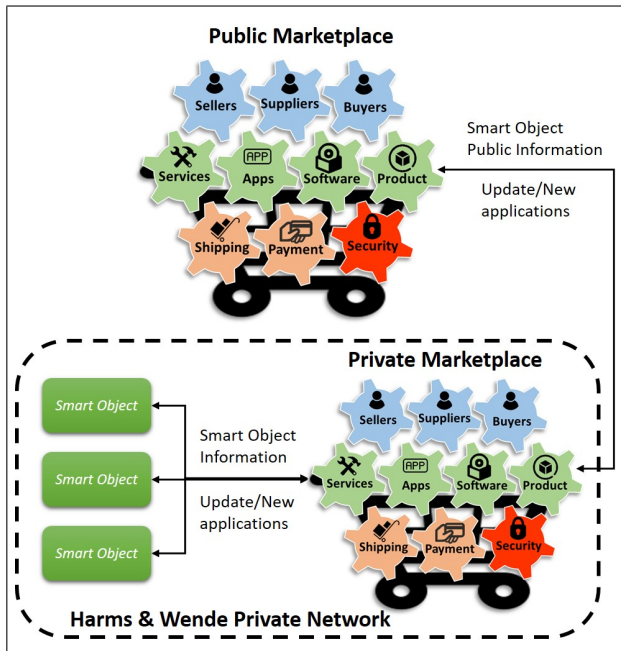 Public Marketplace
Sellers
Suppliers
Buyers
Services
APP
Apps
Software
Product
Shipping
Payment
Security
Smart Object
Public Information
Update/New
applications
Private Marketplace
Smart Object
Smart Object
Smart Object
Smart Object
Information
Update/New
applications
Sellers
Suppliers
Buyers
Services
APP
Apps
Software
Product
Shipping
Payment
Security
Harms & Wende Private Network